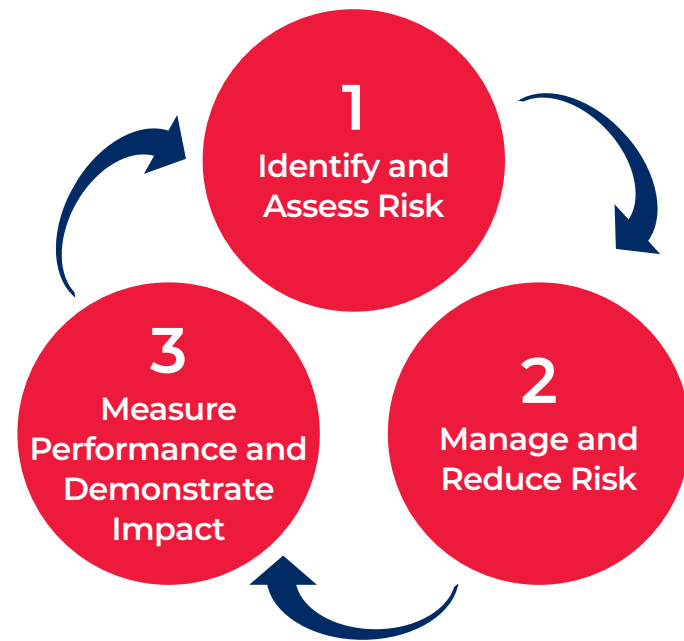 1
Identify and
Assess Risk
2
Manage and
Reduce Risk
3
Measure
Performance and
Demonstrate
Impact